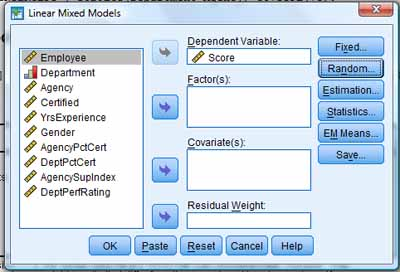 Linear Mixed Models
Employee
Department
Agency
Certified
YrsExperience
Gender
AgencyPctCert
DeptPctCert
AgencySupIndex
DeptPerfRating
Dependent Variable:
Score
Factor(s):
Covariate(s):
Residual Weight:
Fixed...
Random...
Estimation...
Statistics...
EM Means...
Save...
OK
Paste
Reset
Cancel
Help